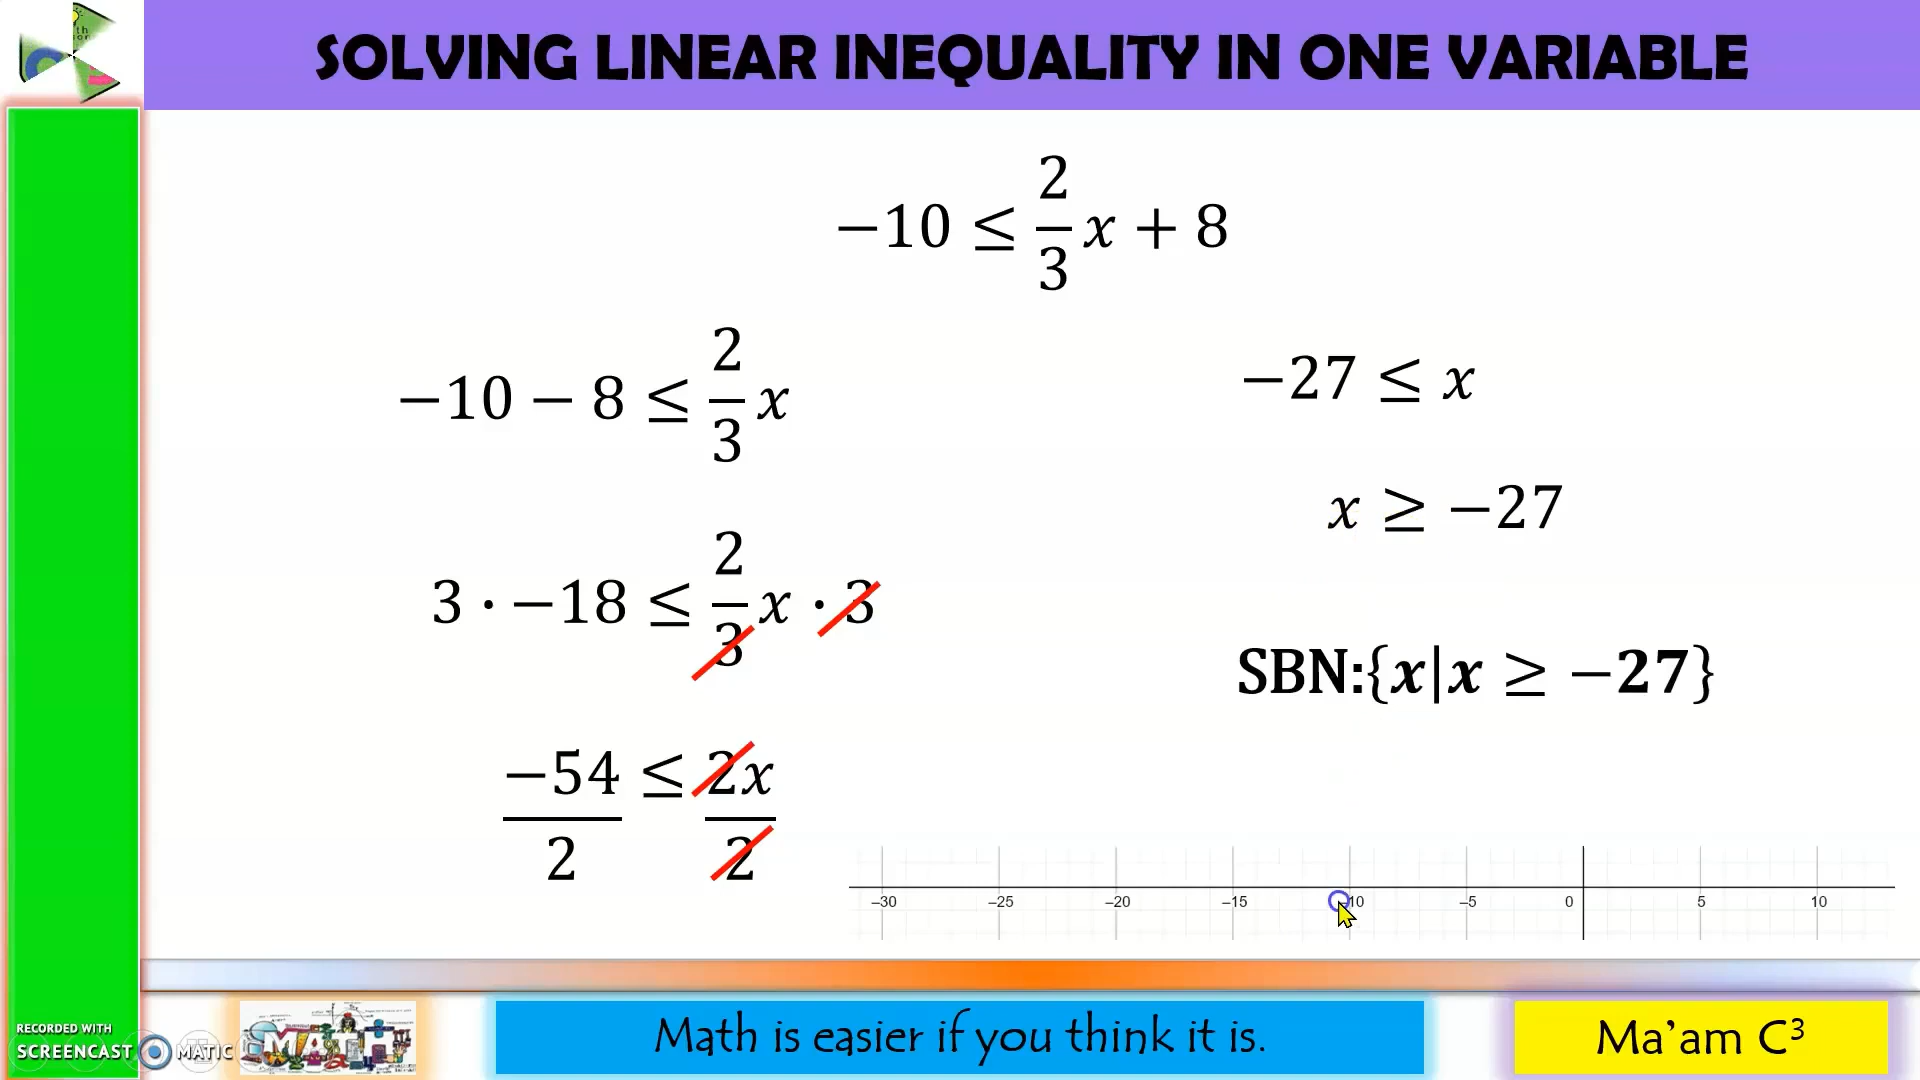 SOLVING LINEAR INEQUALITY IN ONE VARIABLE
−10 ≤ 2/3 x + 8
−10 − 8 ≤ 2/3 x
3 · −18 ≤ 2/3 x · 3
−54/2 ≤ 2x/2
−27 ≤ x
x ≥ −27
SBN:{x|x ≥ −27}
–30 –25 –20 –15 –10 –5 0 5 10
RECORDED WITH
SCREENCAST MATIC
MATH
Math is easier if you think it is.
Ma’am C³